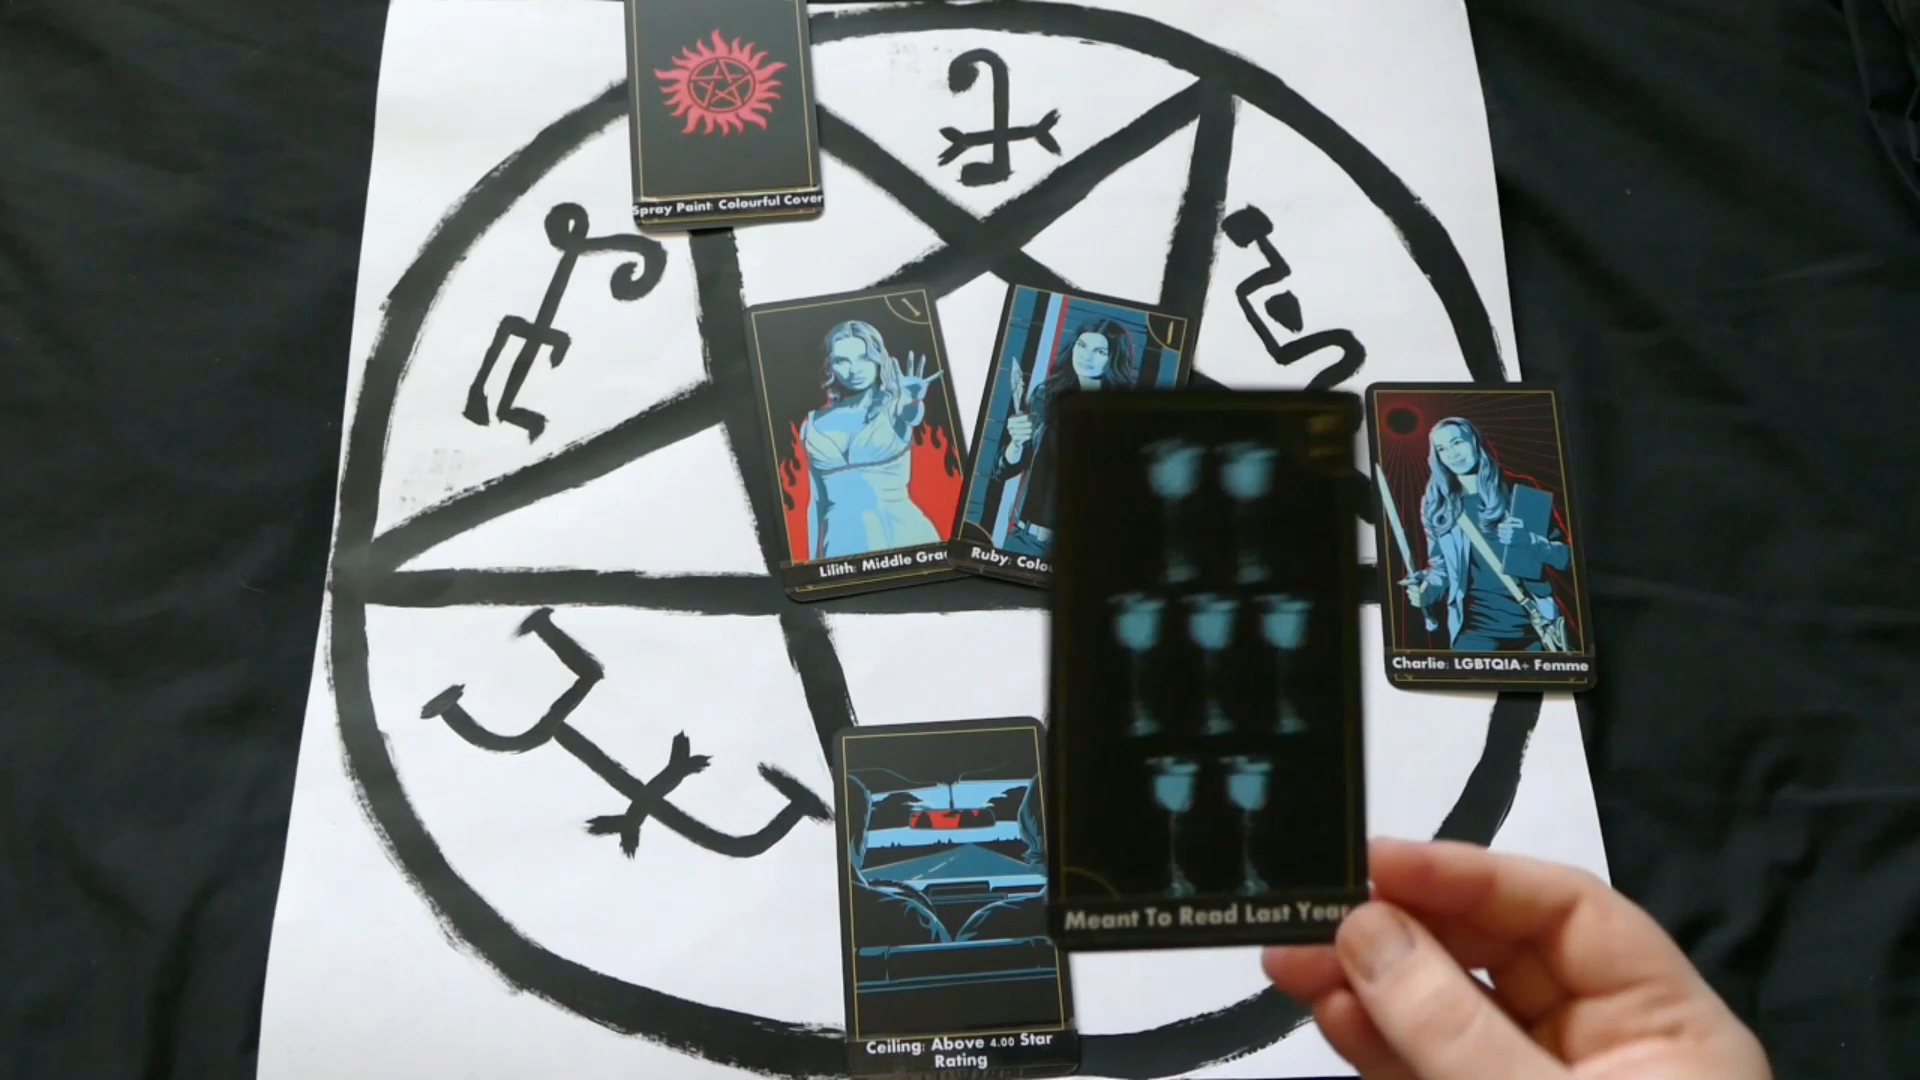 Spray Paint: Colourful Cover
Lilith: Middle Gra
Ruby: Colo
Charlie: LGBTQIA+ Femme
Meant To Read Last Year
Ceiling: Above 4.00 Star
Rating